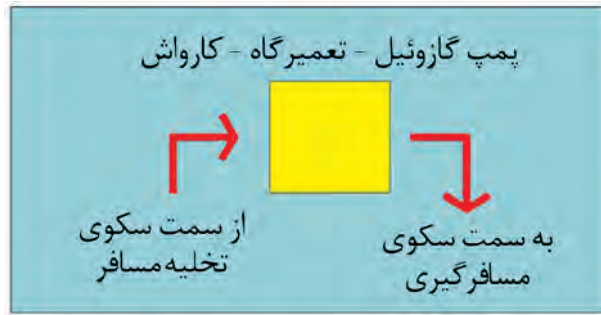 پمپ گازوئیل - تعمیرگاه - کارواش
از سمت سکوی
تخلیه مسافر
به سمت سکوی
مسافرگیری